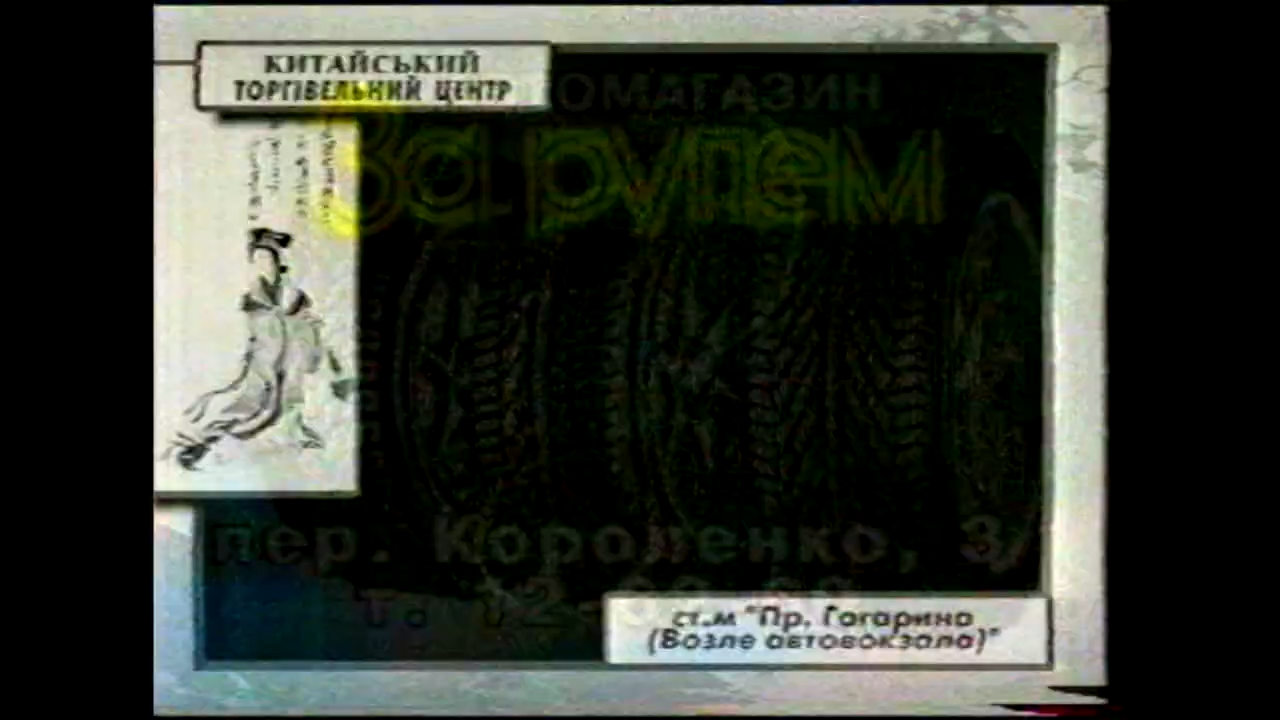 КИТАЙСЬКИЙ
ТОРГІВЕЛЬНИЙ ЦЕНТР
ОМАГАЗИН
За рулем
пер. Короленко, 3
ст.м "Пр. Гагарина
(Возле автовокзала)"